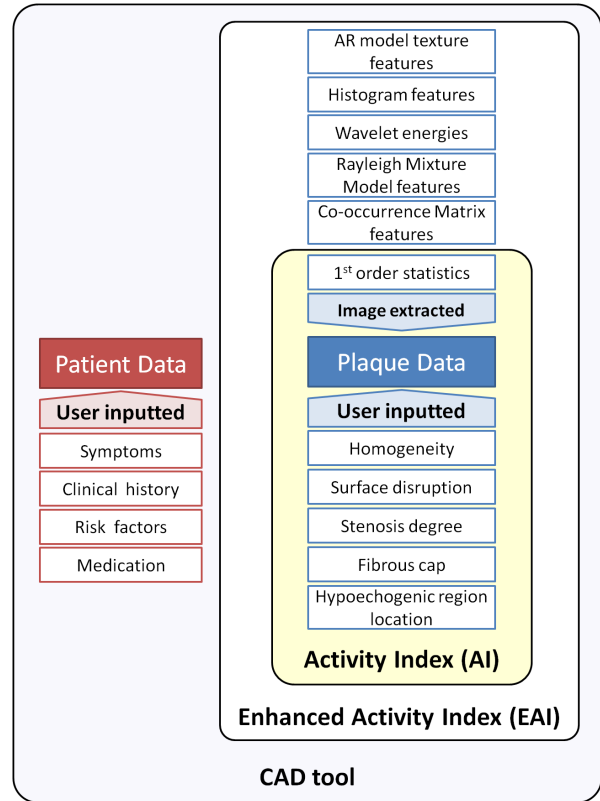 AR model texture
features
Histogram features
Wavelet energies
Rayleigh Mixture
Model features
Co-occurrence Matrix
features
1st order statistics
Image extracted
Patient Data
Plaque Data
User inputted
User inputted
Symptoms
Homogeneity
Clinical history
Surface disruption
Risk factors
Stenosis degree
Medication
Fibrous cap
Hypoechogenic region
location
Activity Index (AI)
Enhanced Activity Index (EAI)
CAD tool